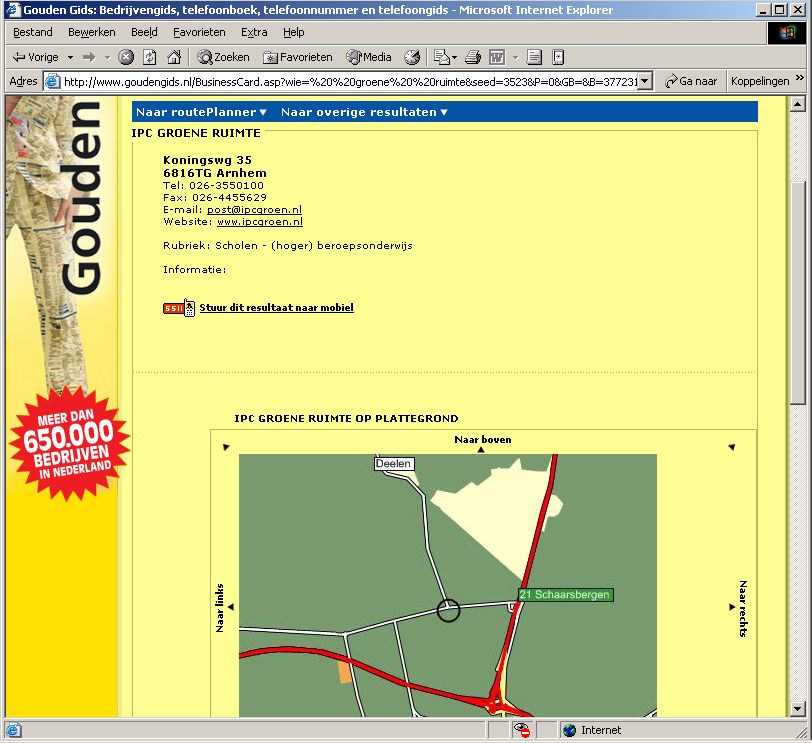 Gouden Gids: Bedrijvengids, telefoonboek, telefoonnummer en telefoongids - Microsoft Internet Explorer
Bestand Bewerken Beeld Favorieten Extra Help
Vorige Zoeken Favorieten Media
Adres http://www.goudengids.nl/BusinessCard.asp?wie=%20%20groene%20%20ruimte&seed=3523&P=0&GB=&B=377231 Ga naar Koppelingen »
Naar routePlanner Naar overige resultaten
IPC GROENE RUIMTE
Koningswg 35
6816TG Arnhem
Tel: 026-3550100
Fax: 026-4455629
E-mail: post@ipcgroen.nl
Website: www.ipcgroen.nl
Rubriek: Scholen - (hoger) beroepsonderwijs
Informatie:
Stuur dit resultaat naar mobiel
Gouden
MEER DAN
650.000
BEDRIJVEN
IN NEDERLAND
IPC GROENE RUIMTE OP PLATTEGROND
Naar boven
Deelen
21 Schaarsbergen
Naar links
Naar rechts
Internet